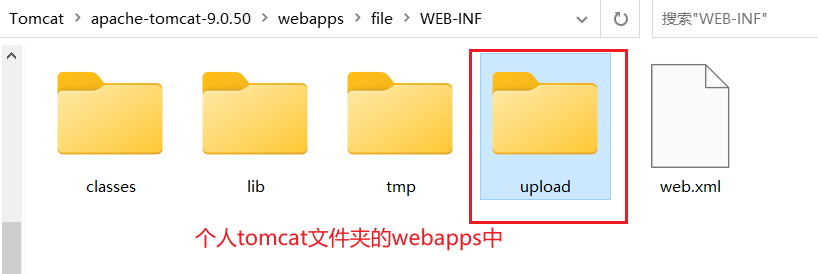 Tomcat > apache-tomcat-9.0.50 > webapps > file > WEB-INF
搜索"WEB-INF"
classes
lib
tmp
upload
web.xml
个人tomcat文件夹的webapps中